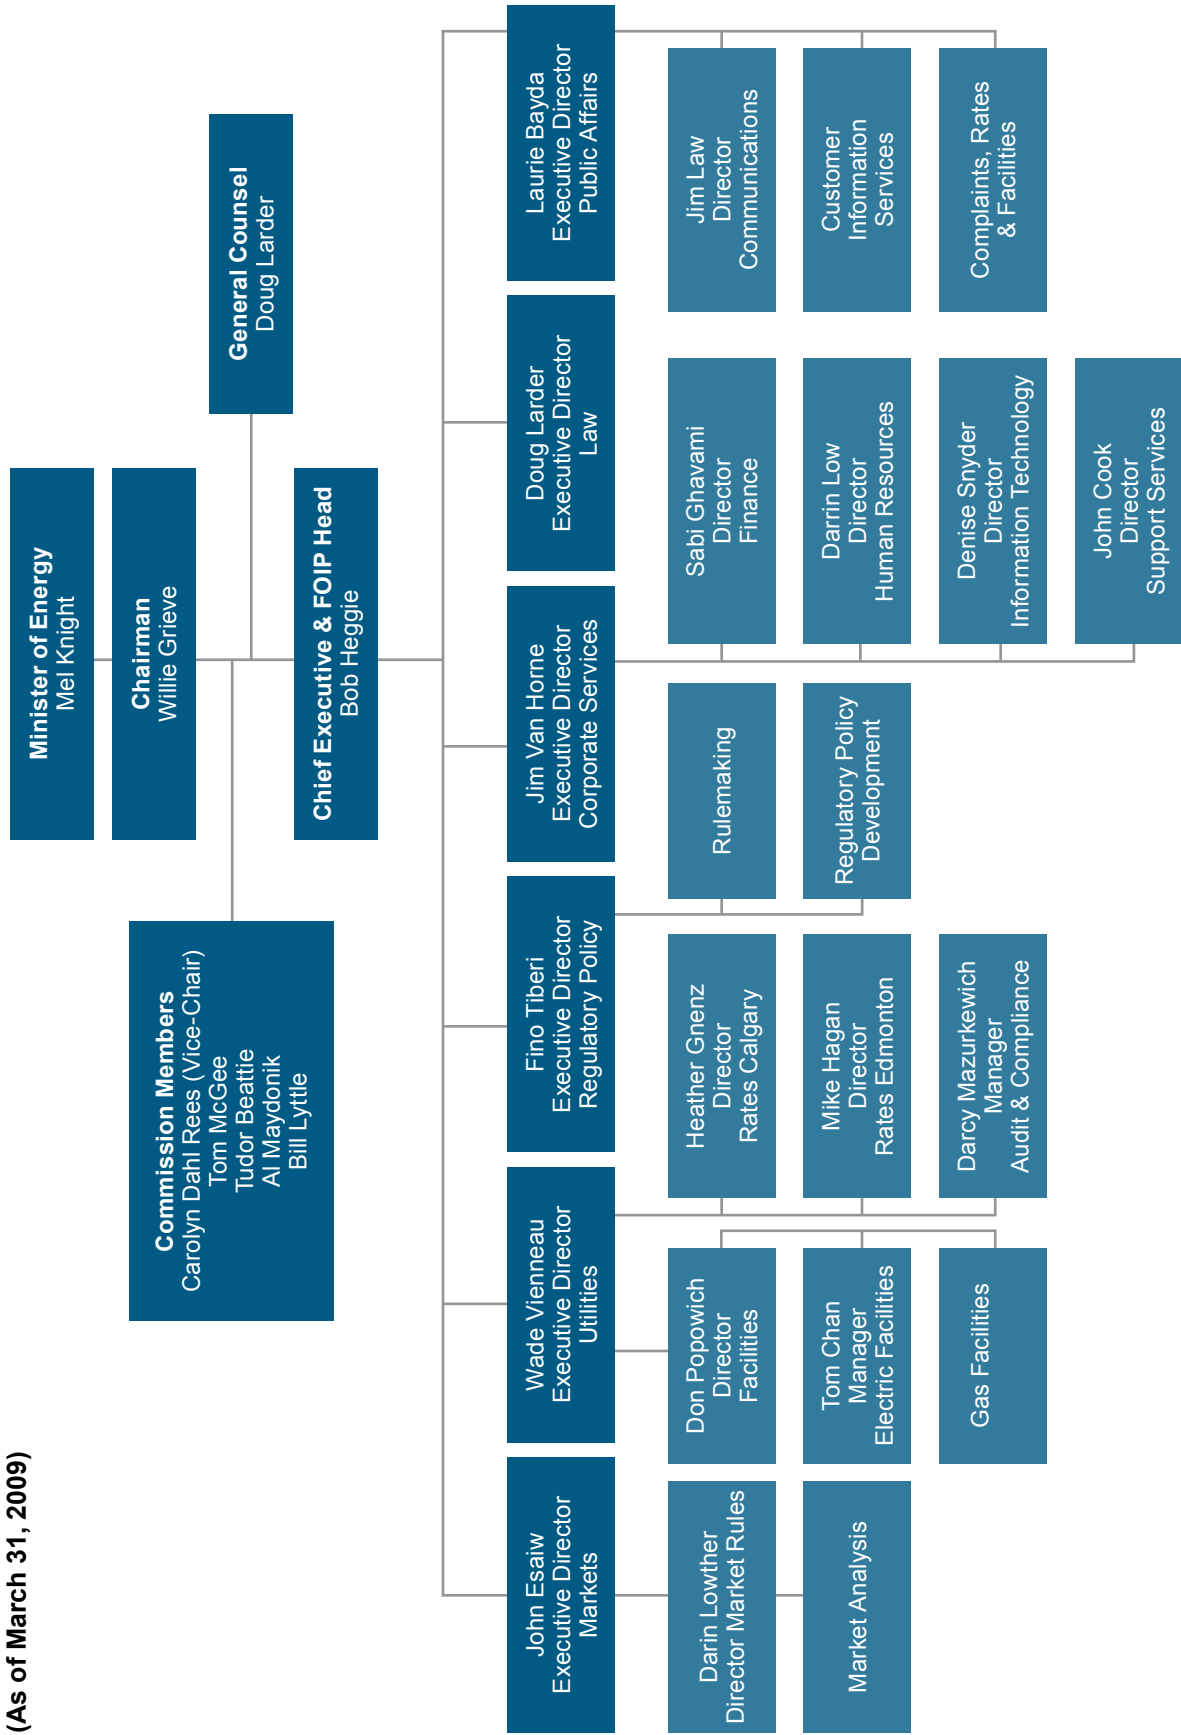 (As of March 31, 2009)
Minister of Energy
Mel Knight
Chairman
Willie Grieve
Commission Members
Carolyn Dahl Rees (Vice-Chair)
Tom McGee
Tudor Beattie
Al Maydonik
Bill Lyttle
General Counsel
Doug Larder
Chief Executive & FOIP Head
Bob Heggie
John Esaiw
Executive Director
Markets
Wade Vienneau
Executive Director
Utilities
Fino Tiberi
Executive Director
Regulatory Policy
Jim Van Horne
Executive Director
Corporate Services
Doug Larder
Executive Director
Law
Laurie Bayda
Executive Director
Public Affairs
Darin Lowther
Director Market Rules
Market Analysis
Don Popowich
Director
Facilities
Tom Chan
Manager
Electric Facilities
Gas Facilities
Heather Gnenz
Director
Rates Calgary
Mike Hagan
Director
Rates Edmonton
Darcy Mazurkewich
Manager
Audit & Compliance
Rulemaking
Regulatory Policy
Development
Sabi Ghavami
Director
Finance
Darrin Low
Director
Human Resources
Denise Snyder
Director
Information Technology
John Cook
Director
Support Services
Jim Law
Director
Communications
Customer
Information
Services
Complaints, Rates
& Facilities